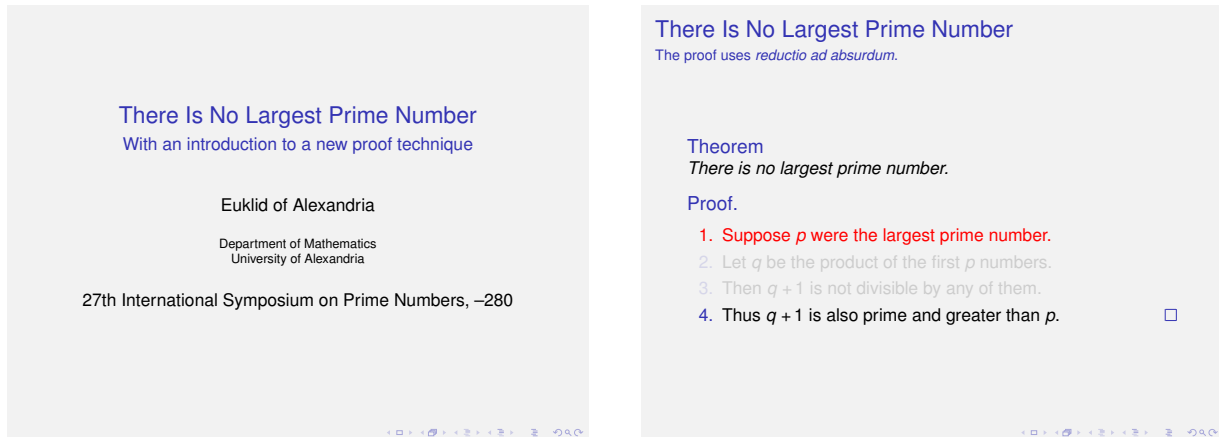 There Is No Largest Prime Number
With an introduction to a new proof technique
Euklid of Alexandria
Department of Mathematics
University of Alexandria
27th International Symposium on Prime Numbers, –280
There Is No Largest Prime Number
The proof uses reductio ad absurdum.
Theorem
There is no largest prime number.
Proof.
1. Suppose p were the largest prime number.
2. Let q be the product of the first p numbers.
3. Then q + 1 is not divisible by any of them.
4. Thus q + 1 is also prime and greater than p.